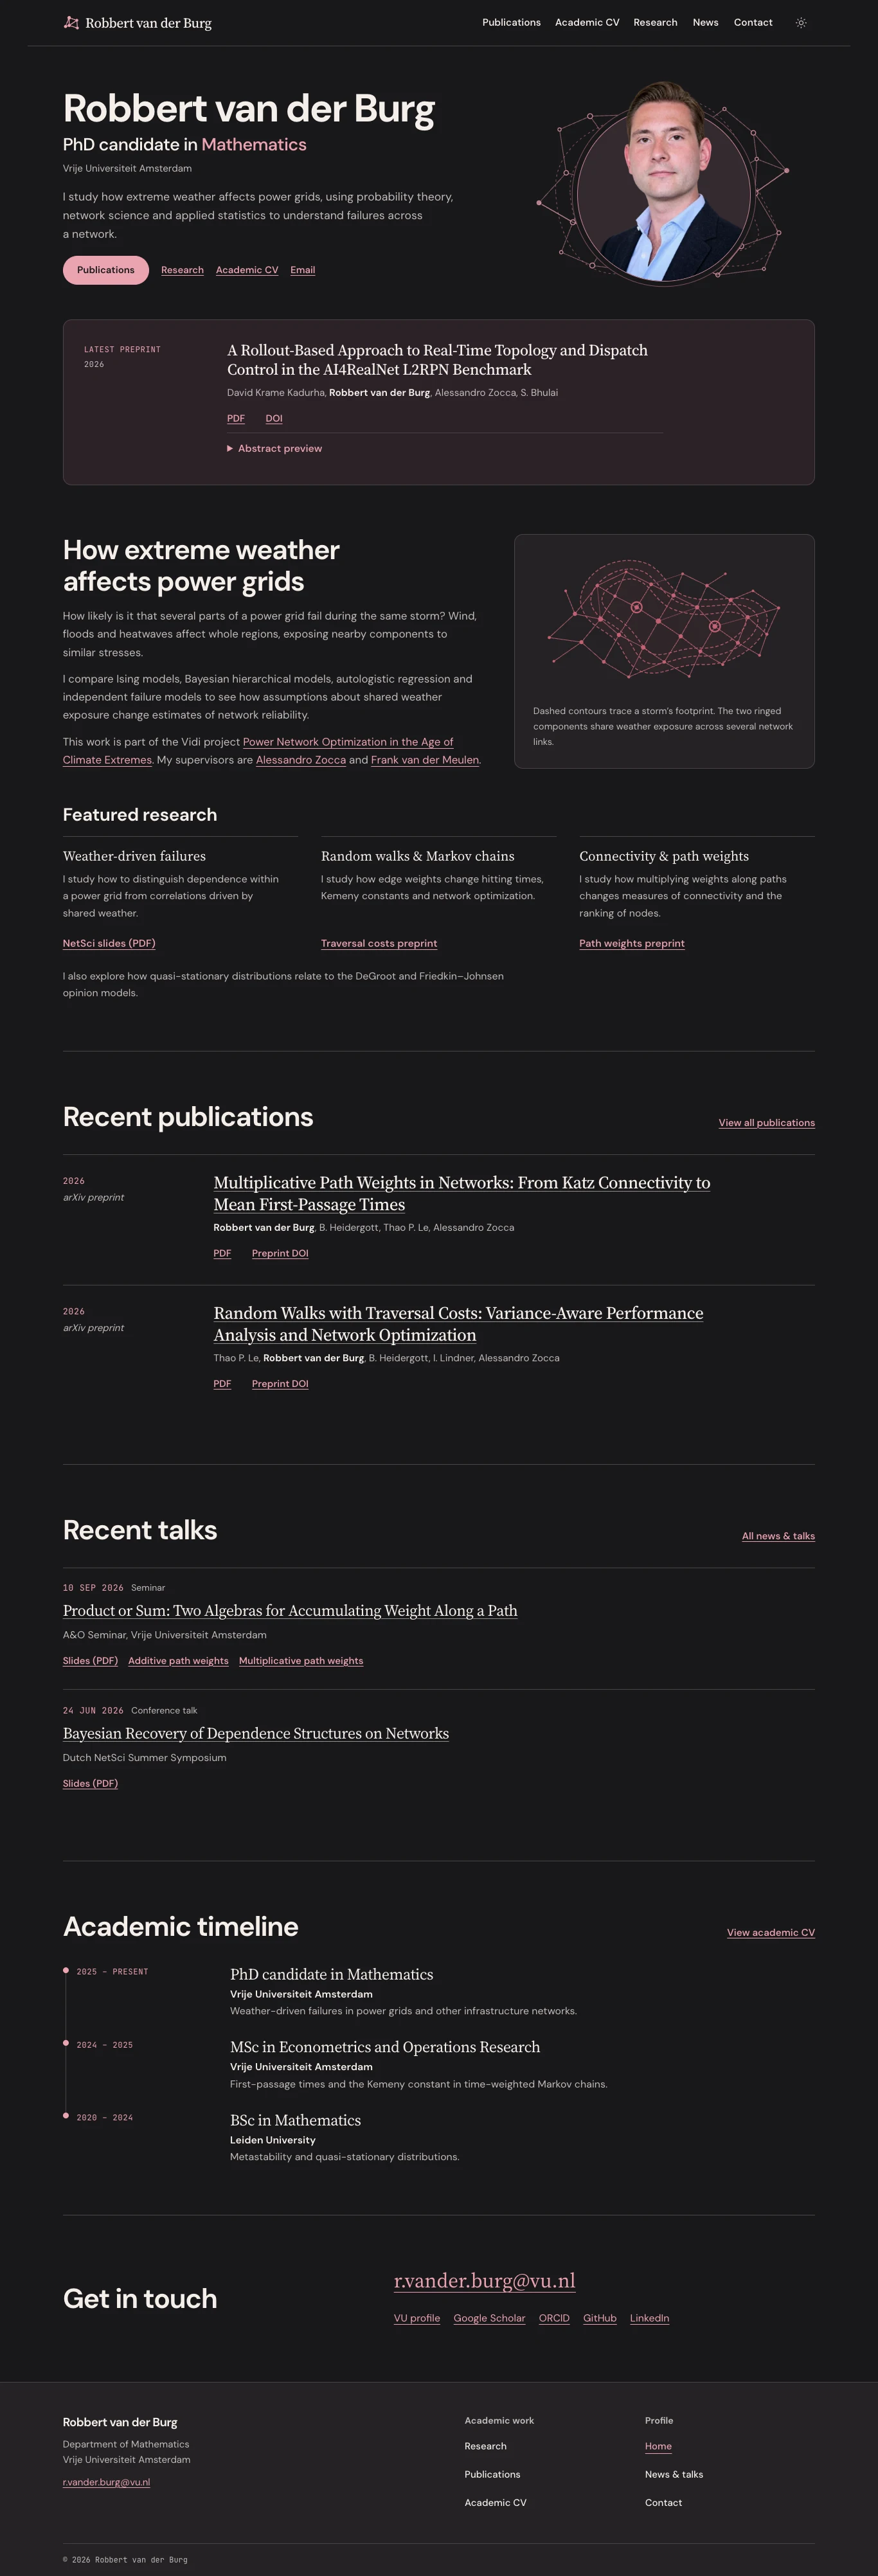 Robbert van der Burg
Publications Academic CV Research News Contact
Robbert van der Burg
PhD candidate in Mathematics
Vrije Universiteit Amsterdam
I study how extreme weather affects power grids, using probability theory,
network science and applied statistics to understand failures across
a network.
Publications Research Academic CV Email
LATEST PREPRINT
2026
A Rollout-Based Approach to Real-Time Topology and Dispatch
Control in the AI4RealNet L2RPN Benchmark
David Krame Kadurha, Robbert van der Burg, Alessandro Zocca, S. Bhulai
PDF DOI
Abstract preview
How extreme weather
affects power grids
How likely is it that several parts of a power grid fail during the same storm? Wind,
floods and heatwaves affect whole regions, exposing nearby components to
similar stresses.
I compare Ising models, Bayesian hierarchical models, autologistic regression and
independent failure models to see how assumptions about shared weather
exposure change estimates of network reliability.
This work is part of the Vidi project Power Network Optimization in the Age of
Climate Extremes. My supervisors are Alessandro Zocca and Frank van der Meulen.
Dashed contours trace a storm's footprint. The two ringed
components share weather exposure across several network
links.
Featured research
Weather-driven failures
I study how to distinguish dependence within
a power grid from correlations driven by
shared weather.
NetSci slides (PDF)
Random walks & Markov chains
I study how edge weights change hitting times,
Kemeny constants and network optimization.
Traversal costs preprint
Connectivity & path weights
I study how multiplying weights along paths
changes measures of connectivity and the
ranking of nodes.
Path weights preprint
I also explore how quasi-stationary distributions relate to the DeGroot and Friedkin–Johnsen
opinion models.
Recent publications
View all publications
2026
arXiv preprint
Multiplicative Path Weights in Networks: From Katz Connectivity to
Mean First-Passage Times
Robbert van der Burg, B. Heidergott, Thao P. Le, Alessandro Zocca
PDF Preprint DOI
2026
arXiv preprint
Random Walks with Traversal Costs: Variance-Aware Performance
Analysis and Network Optimization
Thao P. Le, Robbert van der Burg, B. Heidergott, I. Lindner, Alessandro Zocca
PDF Preprint DOI
Recent talks
All news & talks
10 SEP 2026 Seminar
Product or Sum: Two Algebras for Accumulating Weight Along a Path
A&O Seminar, Vrije Universiteit Amsterdam
Slides (PDF) Additive path weights Multiplicative path weights
24 JUN 2026 Conference talk
Bayesian Recovery of Dependence Structures on Networks
Dutch NetSci Summer Symposium
Slides (PDF)
Academic timeline
View academic CV
2025 – PRESENT
PhD candidate in Mathematics
Vrije Universiteit Amsterdam
Weather-driven failures in power grids and other infrastructure networks.
2024 – 2025
MSc in Econometrics and Operations Research
Vrije Universiteit Amsterdam
First-passage times and the Kemeny constant in time-weighted Markov chains.
2020 – 2024
BSc in Mathematics
Leiden University
Metastability and quasi-stationary distributions.
Get in touch
r.vander.burg@vu.nl
VU profile Google Scholar ORCID GitHub LinkedIn
Robbert van der Burg
Department of Mathematics
Vrije Universiteit Amsterdam
r.vander.burg@vu.nl
Academic work
Research
Publications
Academic CV
Profile
Home
News & talks
Contact
© 2026 Robbert van der Burg